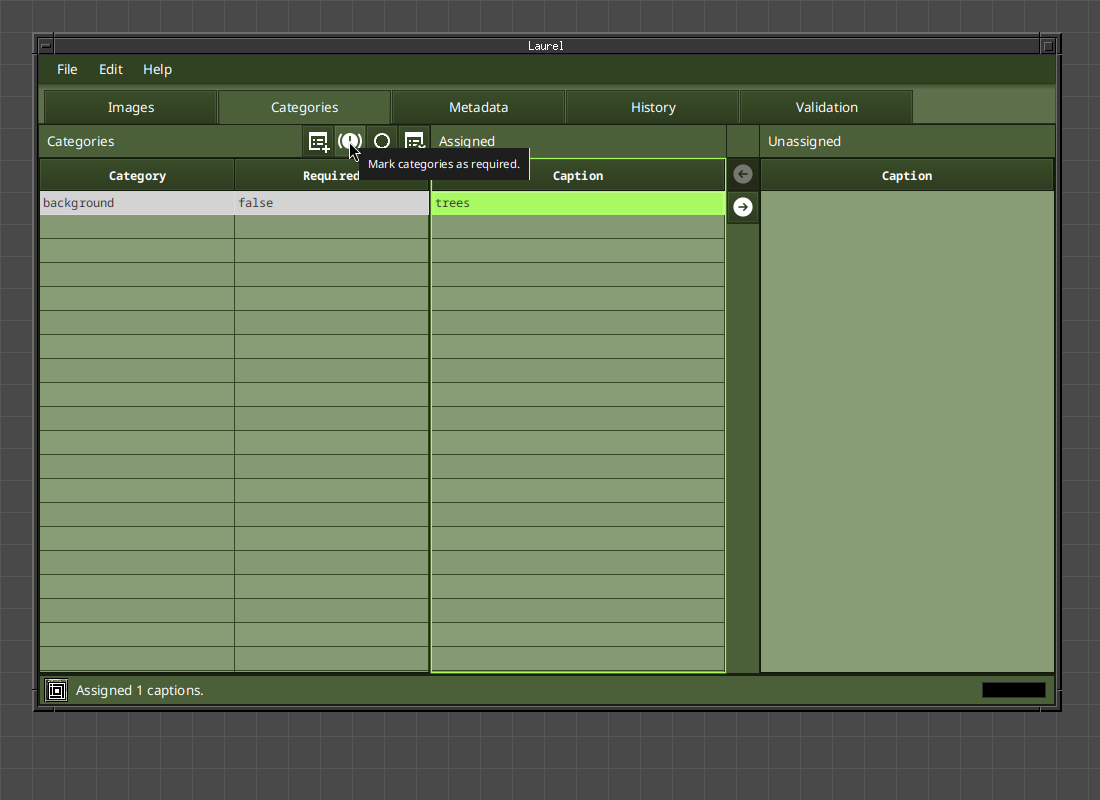 Laurel
File Edit Help
Images Categories Metadata History Validation
Categories Assigned Unassigned
Mark categories as required.
Category Required Caption Caption
background false trees
Assigned 1 captions.